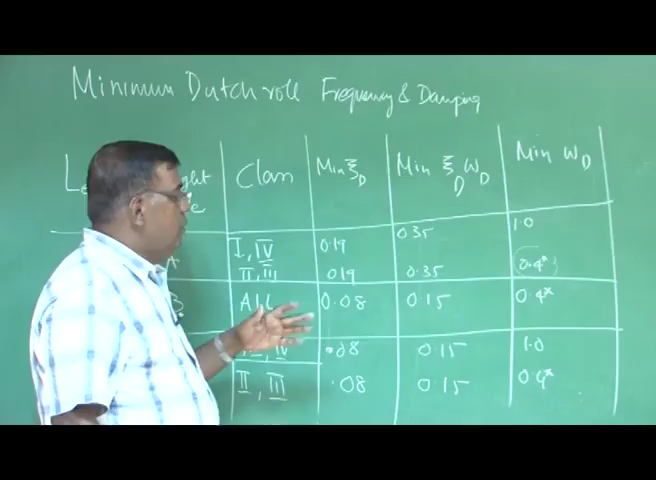 Minimum Dutch roll Frequency & Damping
Class Min ξD Min ξD ωD Min ωD
I, IV 0.19 0.35 1.0
A II, III 0.19 0.35 0.4*
B ALL 0.08 0.15 0.4*
IV .08 0.15 1.0
II, III .08 0.15 0.4*